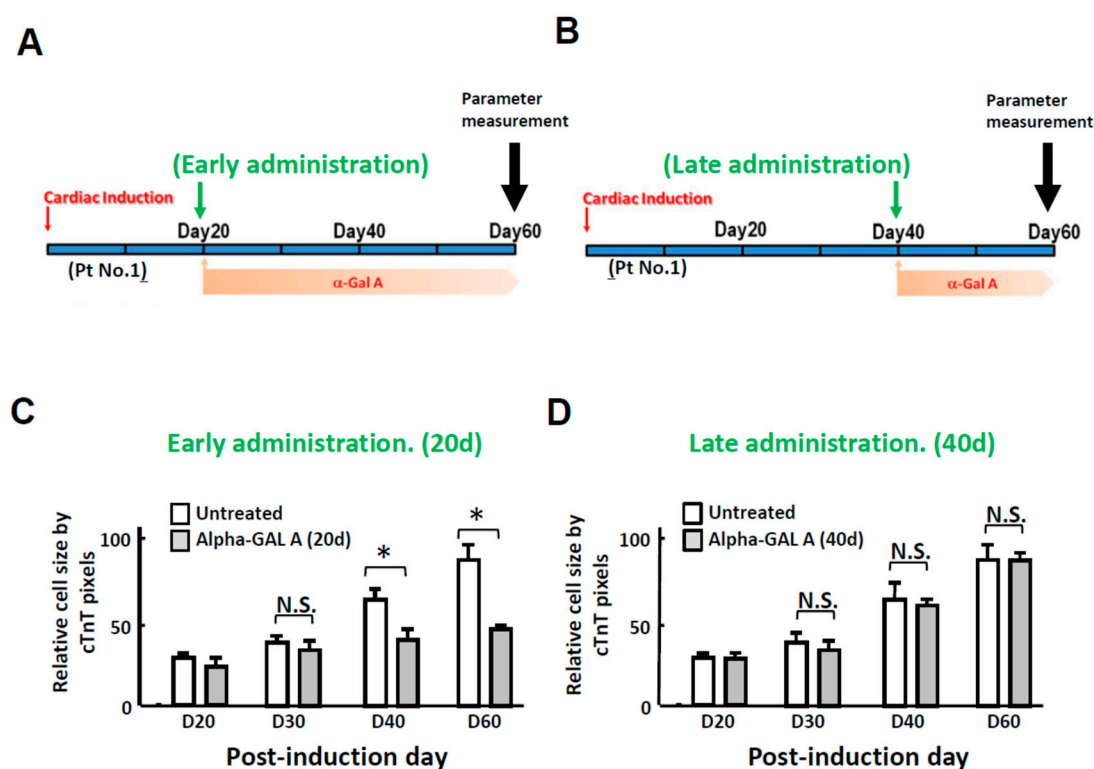 A
Parameter
measurement
(Early administration)
Cardiac Induction
Day20
Day40
Day60
(Pt No.1)
α-Gal A
B
Parameter
measurement
(Late administration)
Cardiac Induction
Day20
Day40
Day60
(Pt No.1)
α-Gal A
C
Early administration. (20d)
Relative cell size by
cTnT pixels
100
50
0
Untreated
Alpha-GAL A (20d)
N.S.
*
*
D20
D30
D40
D60
Post-induction day
D
Late administration. (40d)
Relative cell size by
cTnT pixels
100
50
0
Untreated
Alpha-GAL A (40d)
N.S.
N.S.
N.S.
D20
D30
D40
D60
Post-induction day